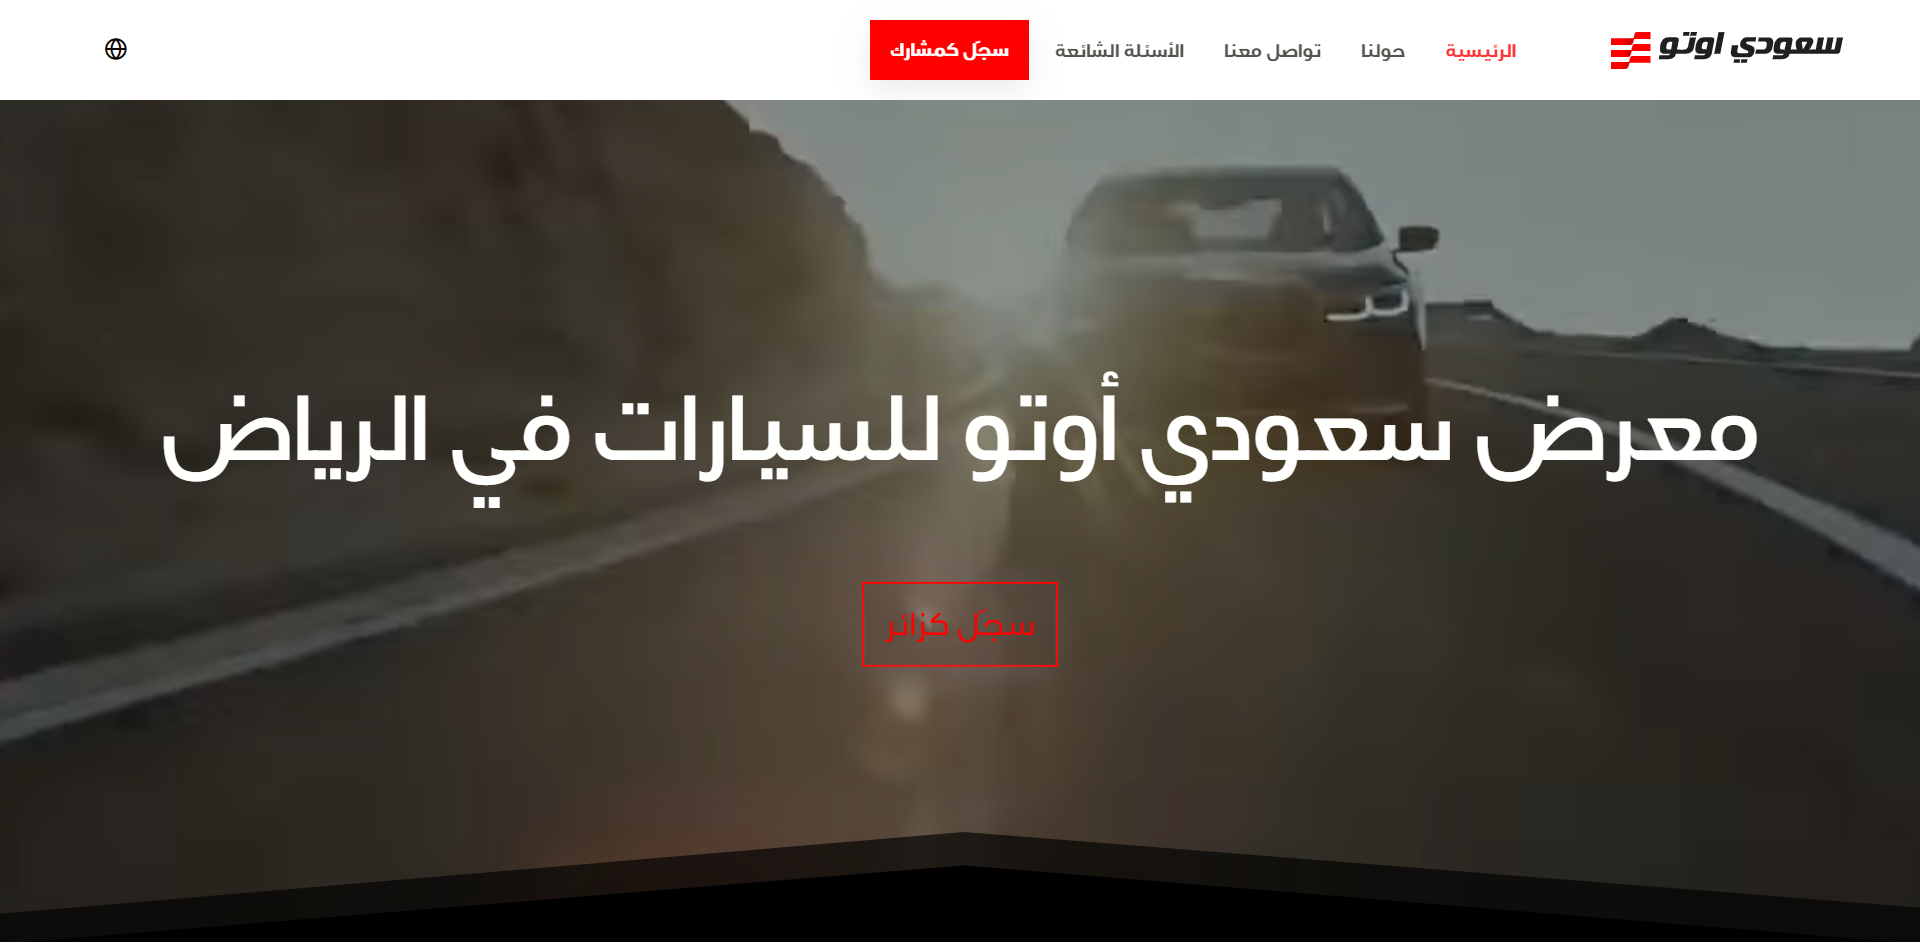 سعودي اوتو
الرئيسية
حولنا
تواصل معنا
الأسئلة الشائعة
سجّل كمشارك
معرض سعودي أوتو للسيارات في الرياض
سجّل كزائر